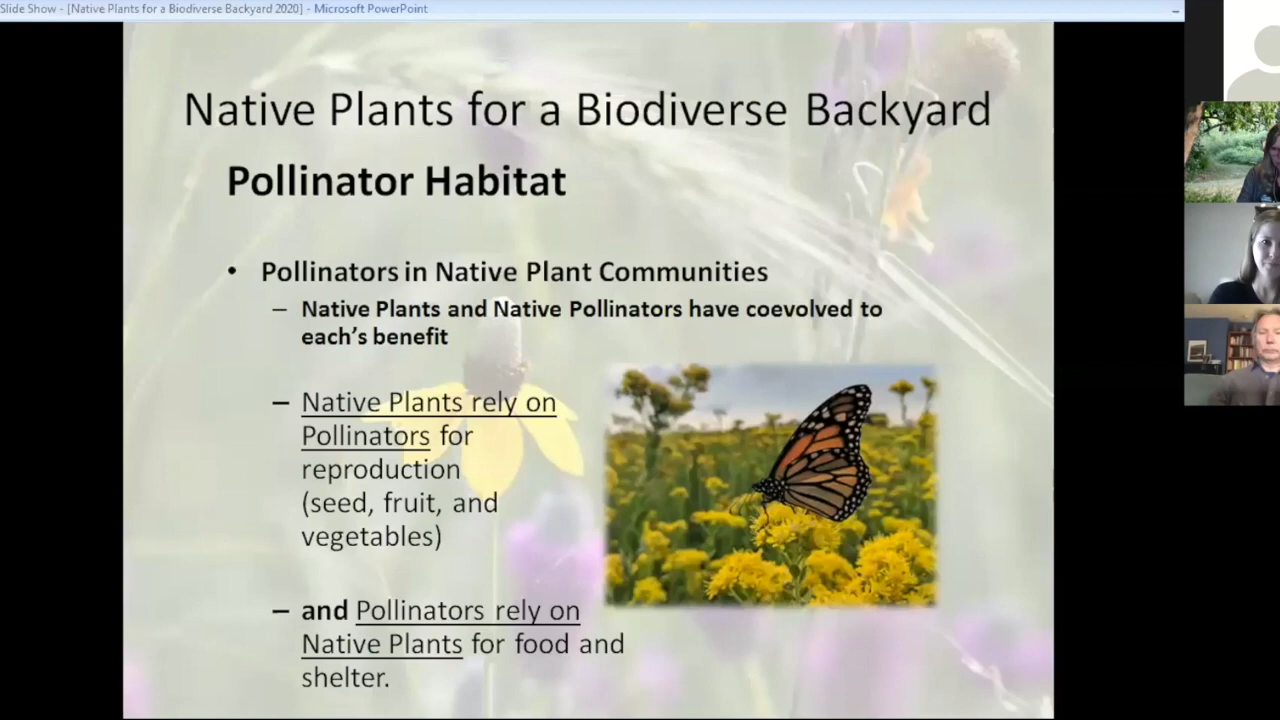 Slide Show - [Native Plants for a Biodiverse Backyard 2020] - Microsoft PowerPoint
Native Plants for a Biodiverse Backyard
Pollinator Habitat
• Pollinators in Native Plant Communities
– Native Plants and Native Pollinators have coevolved to
each's benefit
– Native Plants rely on
Pollinators for
reproduction
(seed, fruit, and
vegetables)
– and Pollinators rely on
Native Plants for food and
shelter.